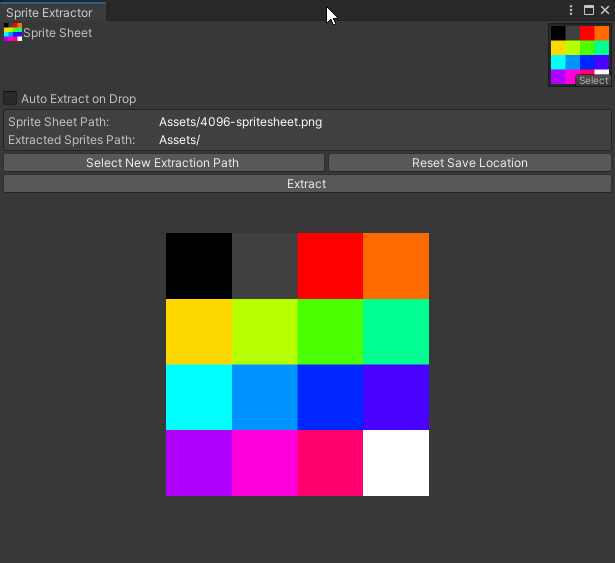 Sprite Extractor
Sprite Sheet
Select
Auto Extract on Drop
Sprite Sheet Path: Assets/4096-spritesheet.png
Extracted Sprites Path: Assets/
Select New Extraction Path Reset Save Location
Extract